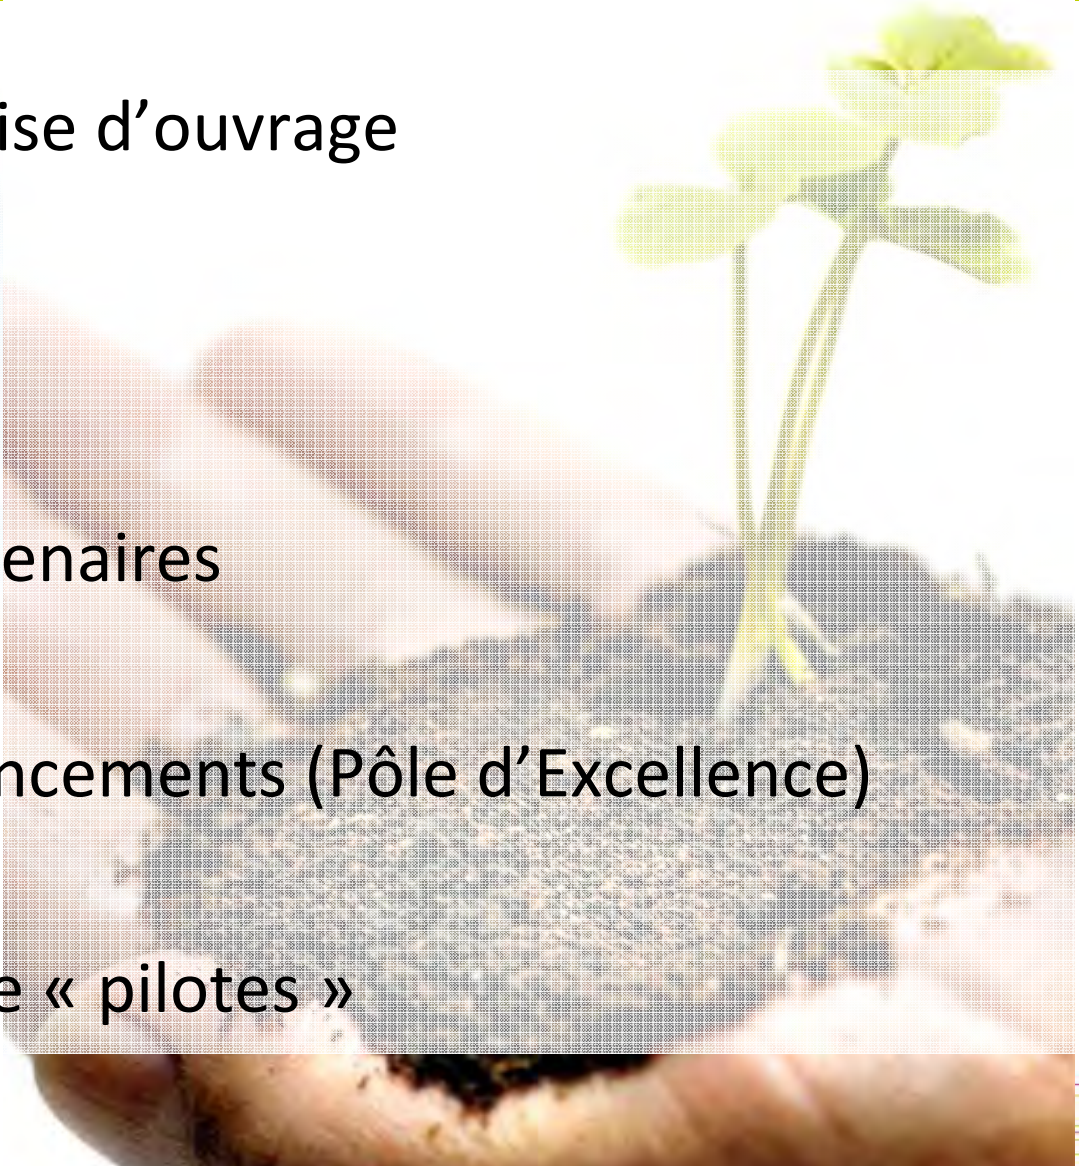 ise d’ouvrage
enaires
ncements (Pôle d’Excellence)
e « pilotes »